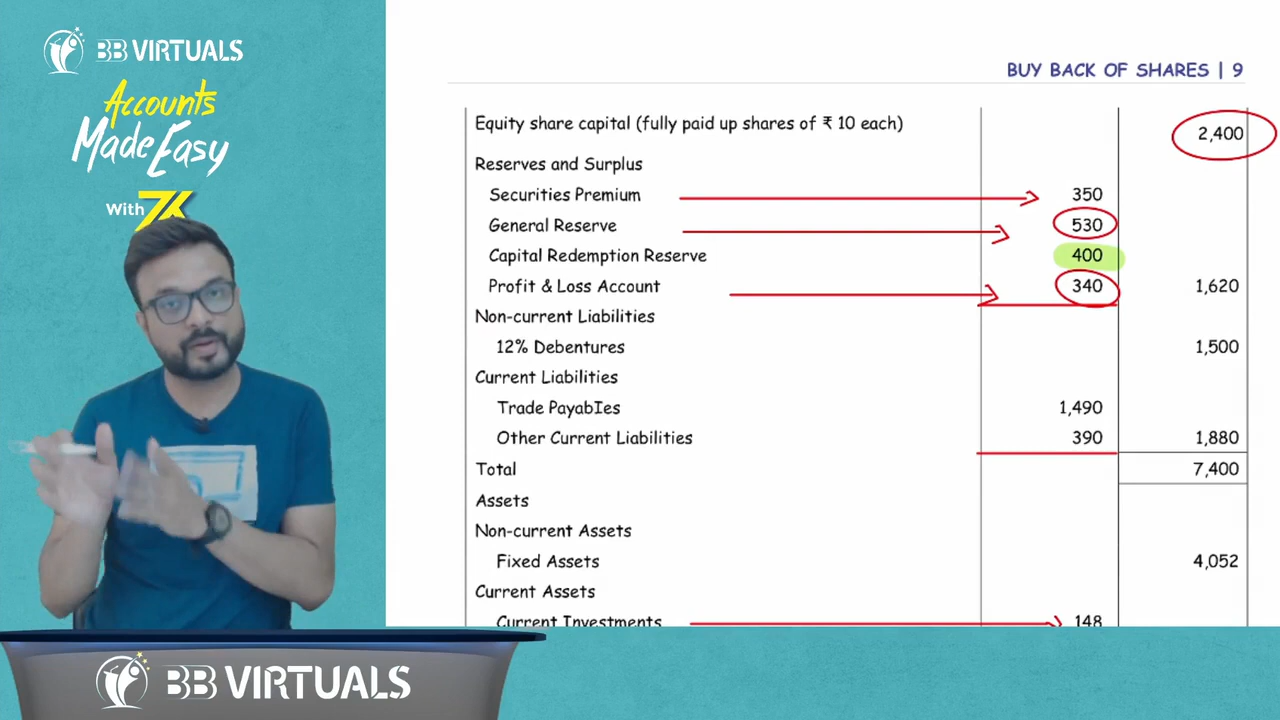 BB VIRTUALS
Accounts
Made Easy
With 7K
BUY BACK OF SHARES | 9
Equity share capital (fully paid up shares of ₹ 10 each) 2,400
Reserves and Surplus
Securities Premium 350
General Reserve 530
Capital Redemption Reserve 400
Profit & Loss Account 340 1,620
Non-current Liabilities
12% Debentures 1,500
Current Liabilities
Trade Payables 1,490
Other Current Liabilities 390 1,880
Total 7,400
Assets
Non-current Assets
Fixed Assets 4,052
Current Assets
Current Investments 148
BB VIRTUALS